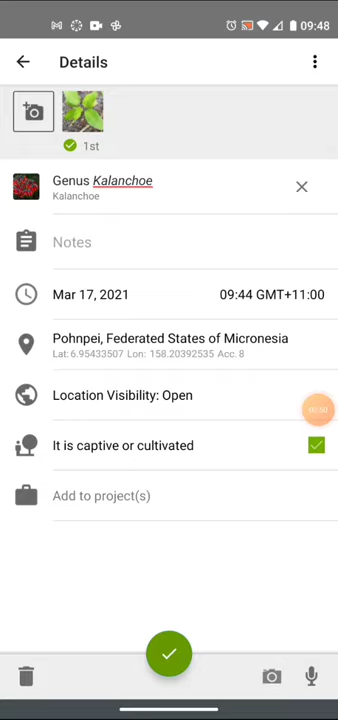 09:48
Details
1st
Genus Kalanchoe
Kalanchoe
Notes
Mar 17, 2021 09:44 GMT+11:00
Pohnpei, Federated States of Micronesia
Lat: 6.95433507 Lon: 158.20392535 Acc. 8
Location Visibility: Open
00:50
It is captive or cultivated
Add to project(s)